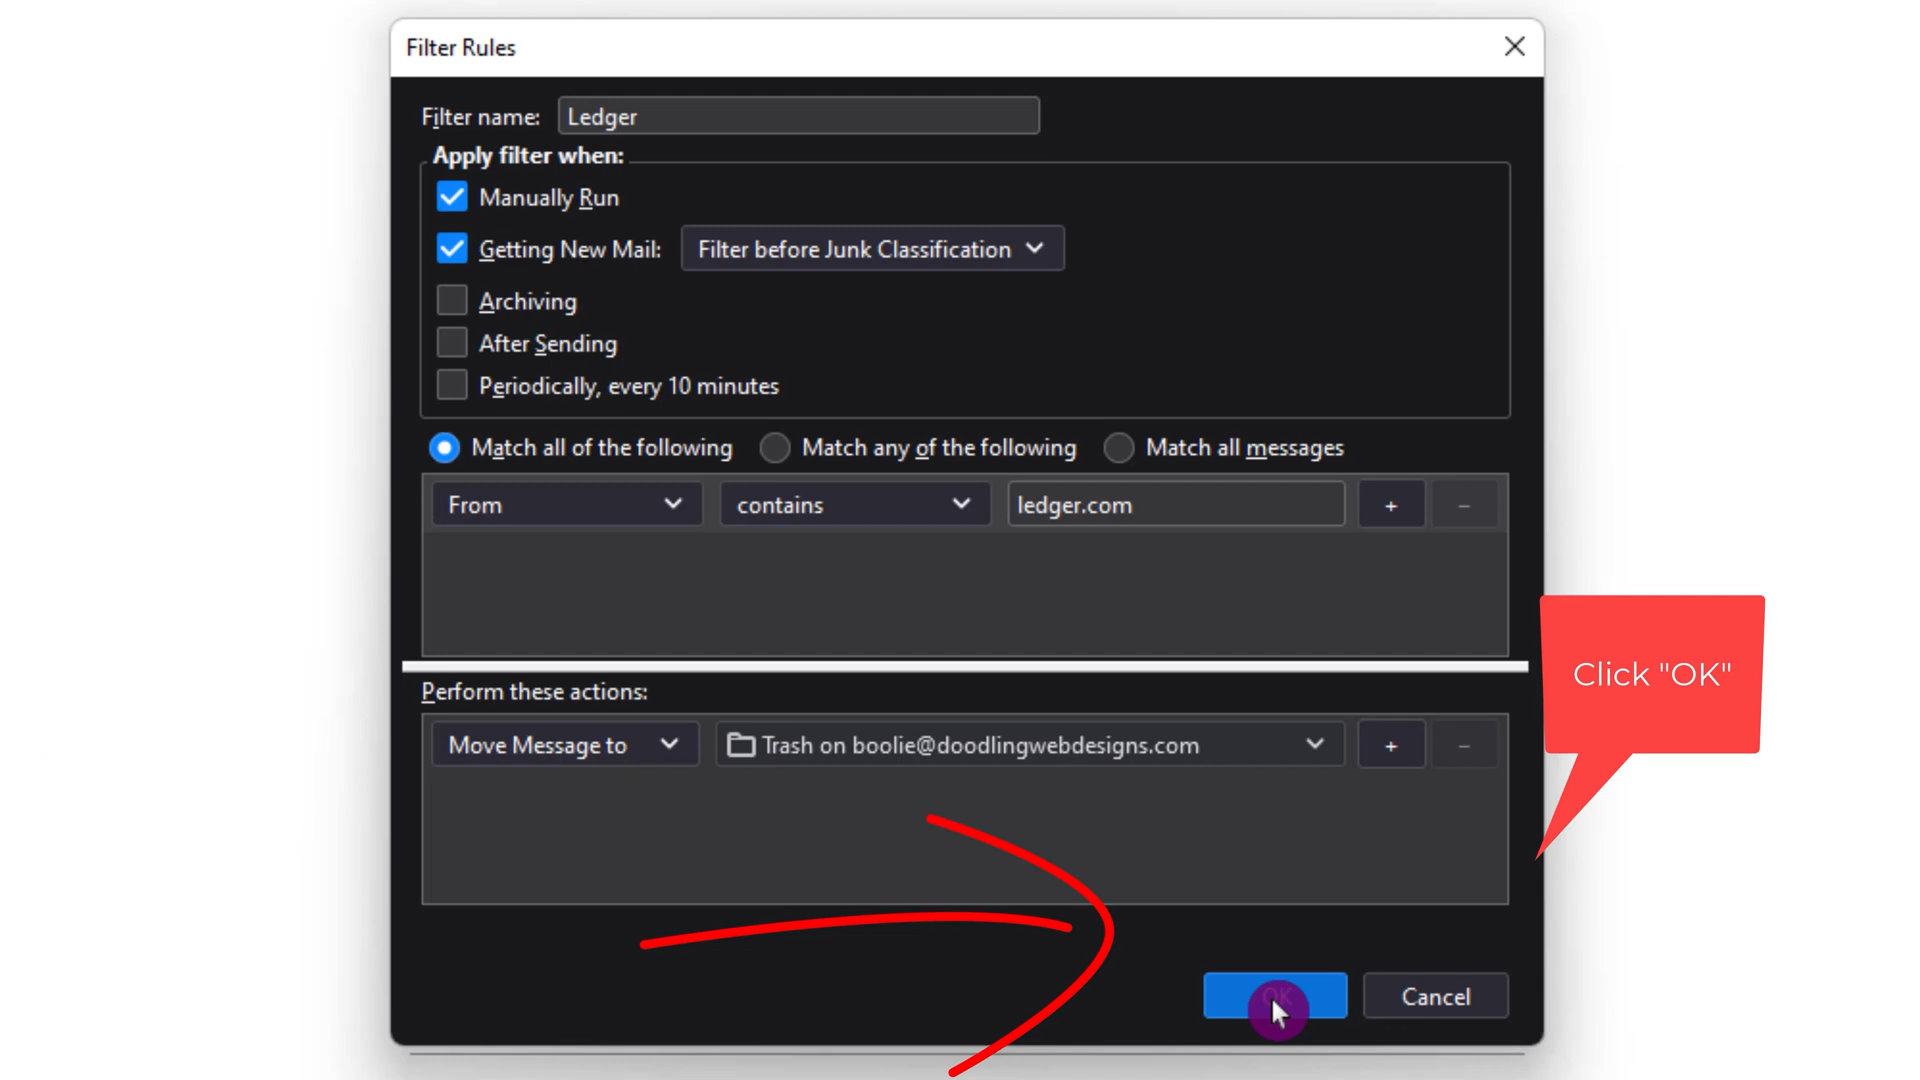 Filter Rules
Filter name: Ledger
Apply filter when:
Manually Run
Getting New Mail: Filter before Junk Classification
Archiving
After Sending
Periodically, every 10 minutes
Match all of the following Match any of the following Match all messages
From contains ledger.com + −
Click "OK"
Perform these actions:
Move Message to Trash on boolie@doodlingwebdesigns.com + −
OK Cancel